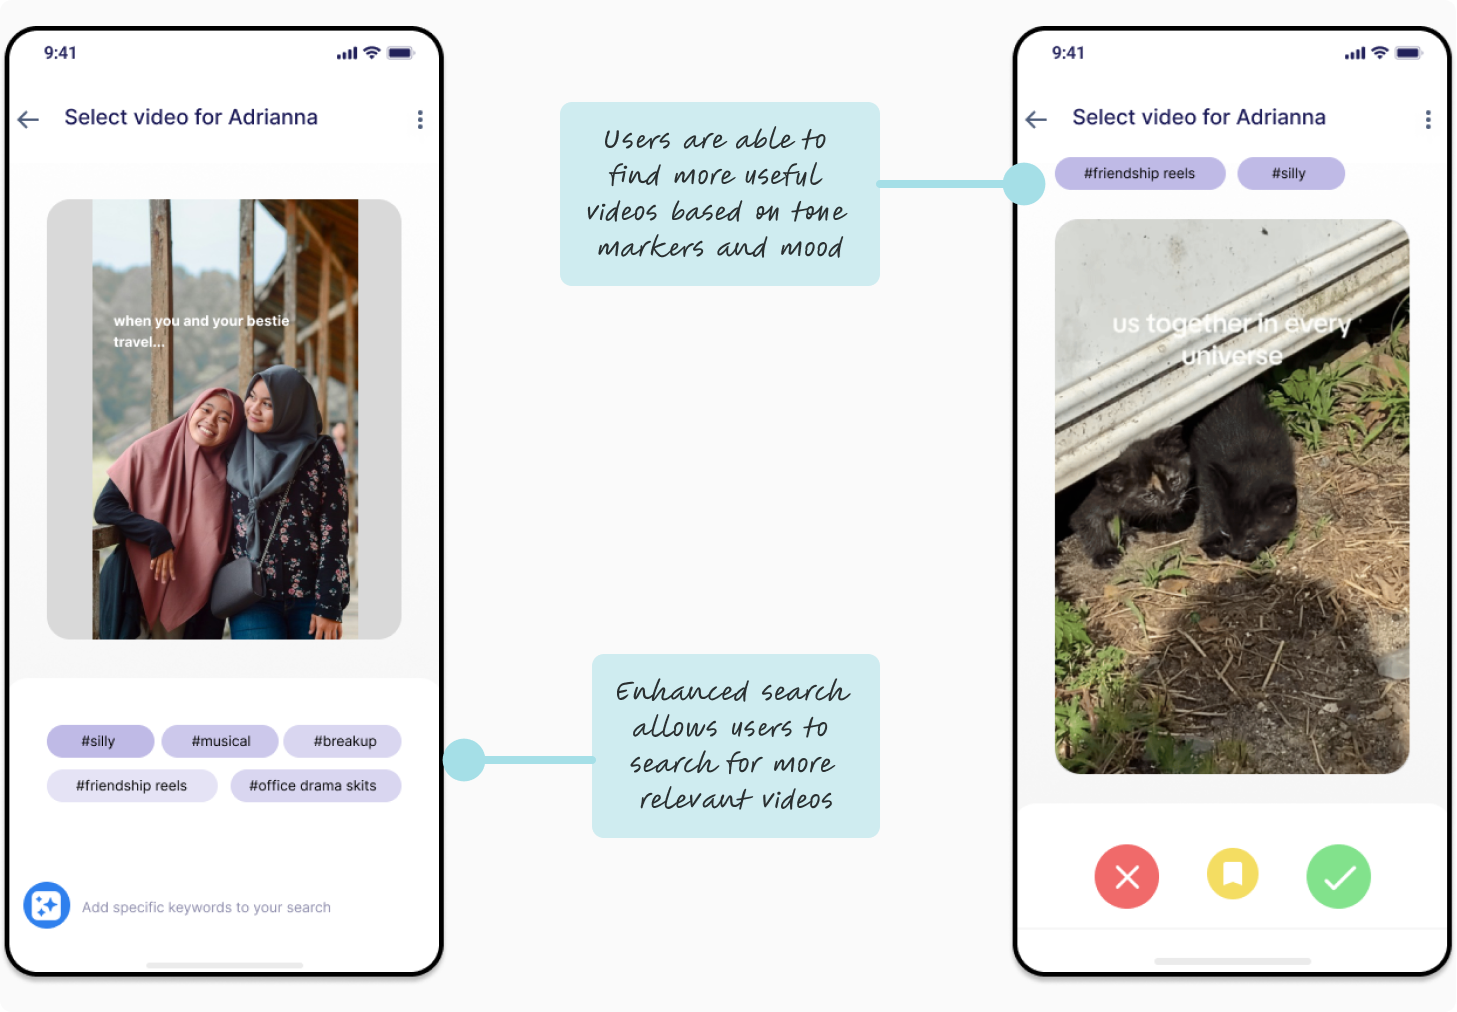 9:41
Select video for Adrianna
when you and your bestie
travel...
#silly #musical #breakup
#friendship reels #office drama skits
Add specific keywords to your search
Users are able to
find more useful
videos based on tone
markers and mood
Enhanced search
allows users to
search for more
relevant videos
9:41
Select video for Adrianna
#friendship reels #silly
us together in every
universe